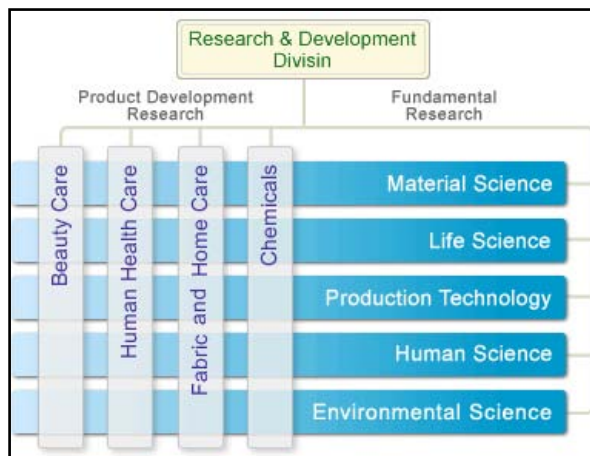 Research & Development
Divisin
Product Development
Research
Fundamental
Research
Beauty Care
Human Health Care
Fabric and Home Care
Chemicals
Material Science
Life Science
Production Technology
Human Science
Environmental Science